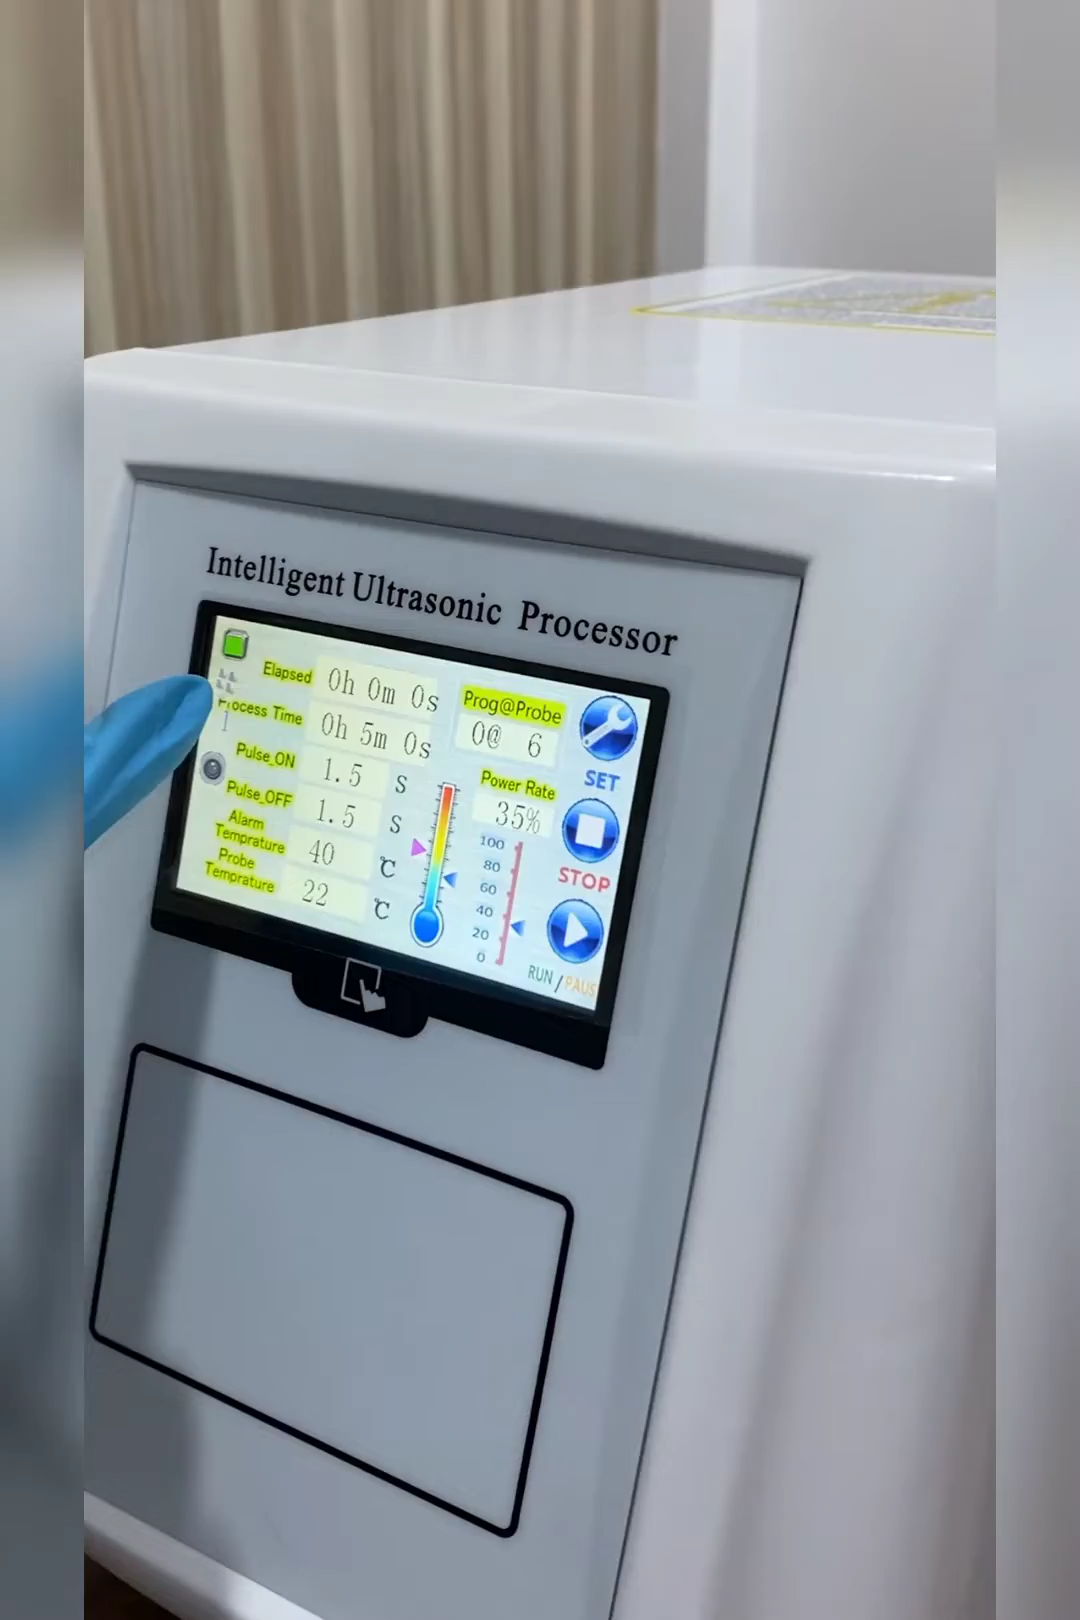 Intelligent Ultrasonic Processor
Elapsed 0h 0m 0s
Process Time 0h 5m 0s
1
Pulse_ON 1.5 S
Pulse_OFF 1.5 S
Alarm
Temprature 40 ℃
Probe
Temprature 22 ℃
Prog@Probe
0@ 6
Power Rate
35%
100
80
60
40
20
0
SET
STOP
RUN / PAUS